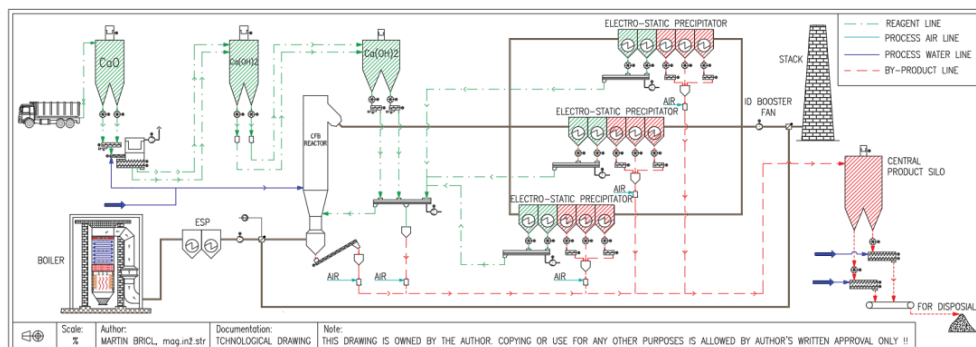 ELECTRO-STATIC PRECIPITATOR
REAGENT LINE
PROCESS AIR LINE
PROCESS WATER LINE
BY-PRODUCT LINE
STACK
CaO
Ca(OH)2
Ca(OH)2
AIR
ELECTRO-STATIC PRECIPITATOR
ID BOOSTER
FAN
CFB
REACTOR
CENTRAL
PRODUCT SILO
AIR
ELECTRO-STATIC PRECIPITATOR
ESP
BOILER
AIR
AIR
AIR
FOR DISPOSIAL
Scale:
%
Author:
MARTIN BRICL, mag.in2.str
Documentation:
TCHNOLOGICAL DRAWING
Note:
THIS DRAWING IS OWNED BY THE AUTHOR. COPYING OR USE FOR ANY OTHER PURPOSES IS ALLOWED BY AUTHOR'S WRITTEN APPROVAL ONLY !!